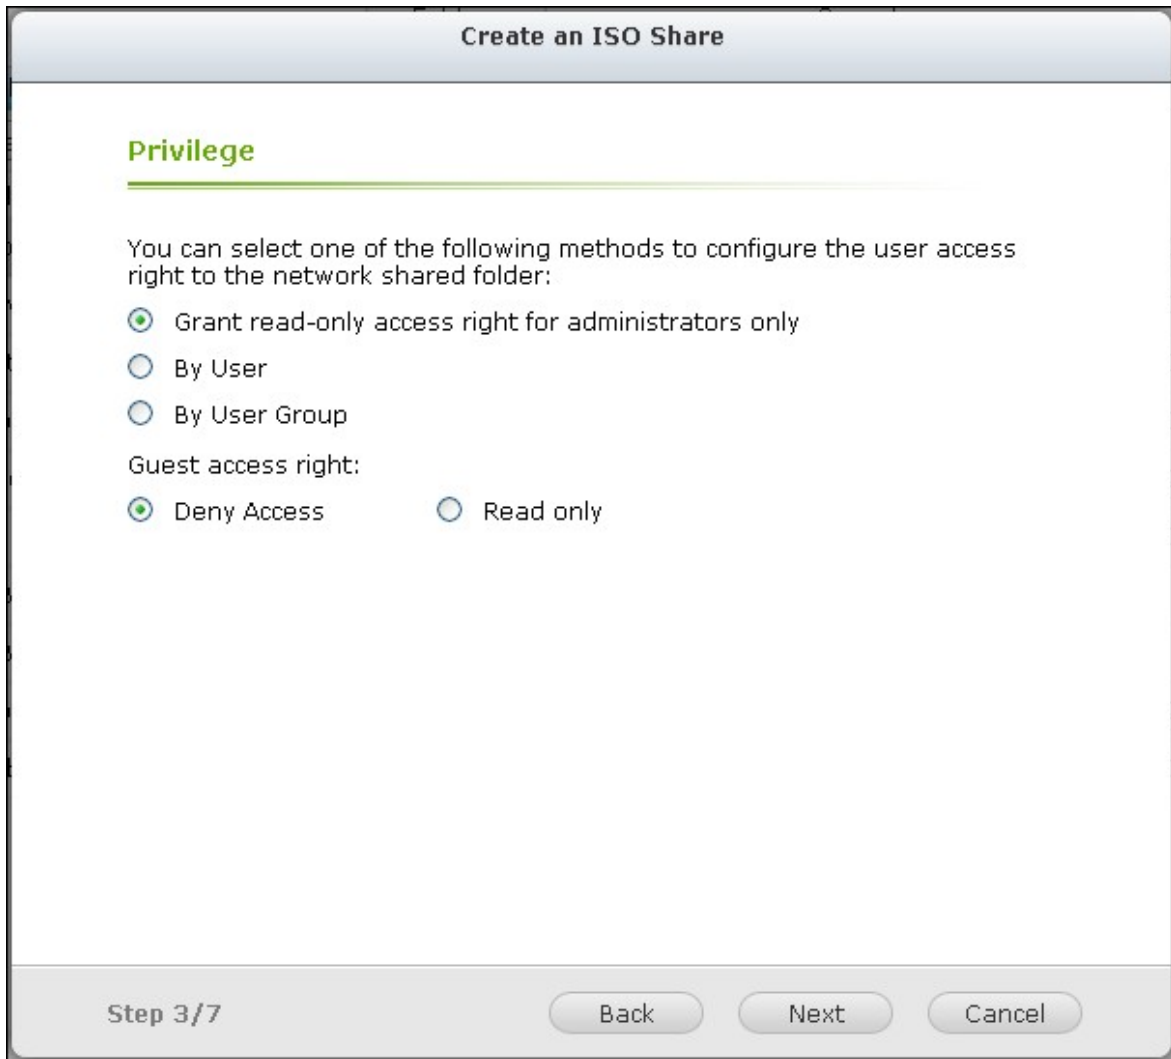 Create an ISO Share
Privilege
You can select one of the following methods to configure the user access
right to the network shared folder:
Grant read-only access right for administrators only
By User
By User Group
Guest access right:
Deny Access Read only
Step 3/7 Back Next Cancel